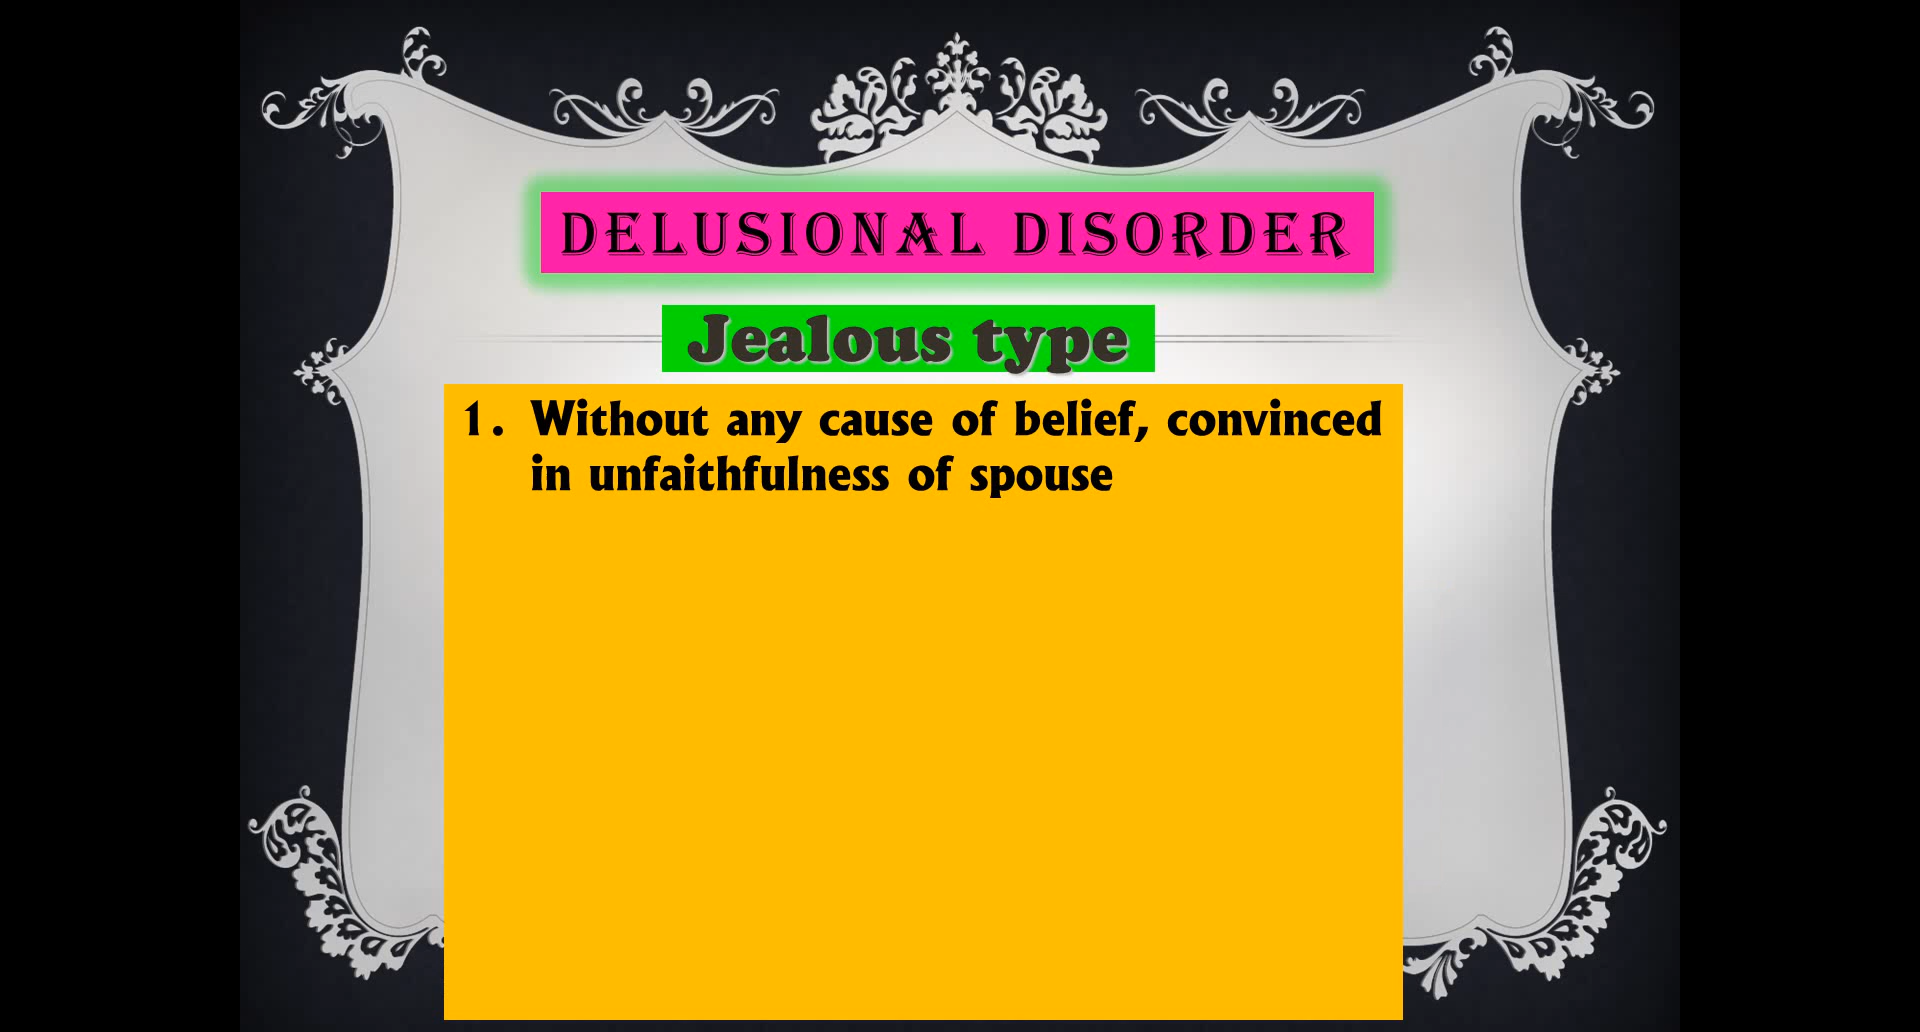 DELUSIONAL DISORDER
Jealous type
1. Without any cause of belief, convinced
in unfaithfulness of spouse